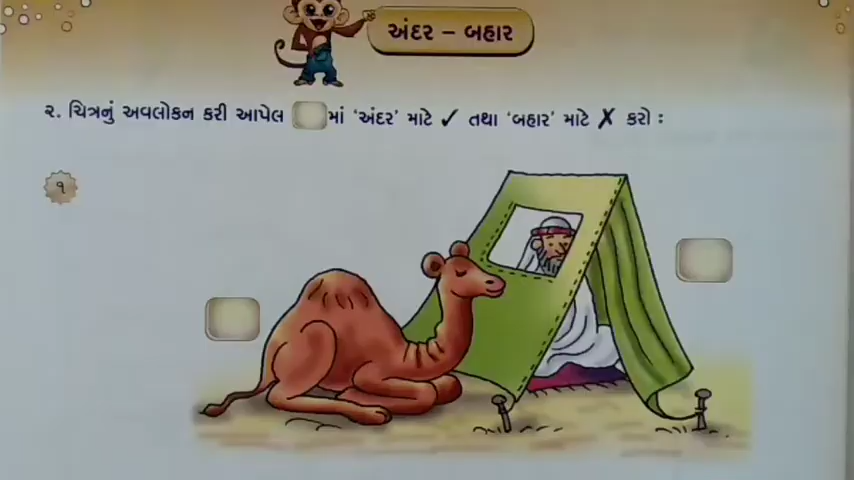 અંદર – બહાર
૨. ચિત્રનું અવલોકન કરી આપેલ માં ‘અંદર’ માટે ✓ તથા ‘બહાર’ માટે ✗ કરો :
૧